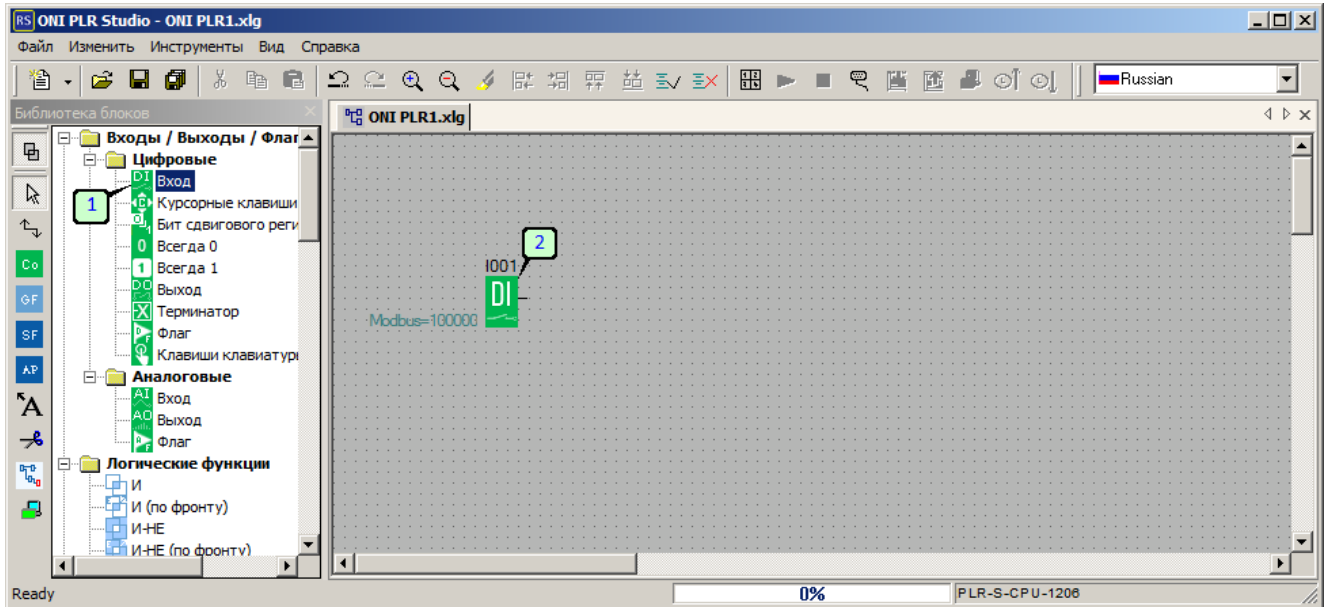 RS ONI PLR Studio - ONI PLR1.xlg
Файл Изменить Инструменты Вид Справка
Russian
Библиотека блоков
ONI PLR1.xlg
Входы / Выходы / Флаг
Цифровые
DI Вход
1
Курсорные клавиши
Бит сдвигового реги
0 Всегда 0
1 Всегда 1
DO Выход
Терминатор
Флаг
Клавиши клавиатуры
Аналоговые
AI Вход
AO Выход
Флаг
Логические функции
И
И (по фронту)
И-НЕ
И-НЕ (по фронту)
Co
GF
SF
AP
A
2
I001
DI
Modbus=100000
Ready
0%
PLR-S-CPU-1206